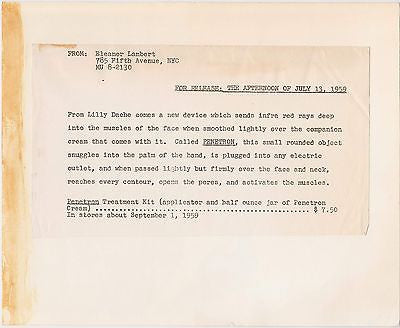 FROM: Eleanor Lambert
785 Fifth Avenue, NYC
MU 8-2130
FOR RELEASE: THE AFTERNOON OF JULY 13, 1959
From Lilly Dache comes a new device which sends infra red rays deep
into the muscles of the face when smoothed lightly over the companion
cream that comes with it. Called PENETRON, this small rounded object
snuggles into the palm of the hand, is plugged into any electric
outlet, and when passed lightly but firmly over the face and neck,
reaches every contour, opens the pores, and activates the muscles.
Penetron Treatment Kit (applicator and half ounce jar of Penetron
Cream).................................................. $ 7.50
In stores about September 1, 1959